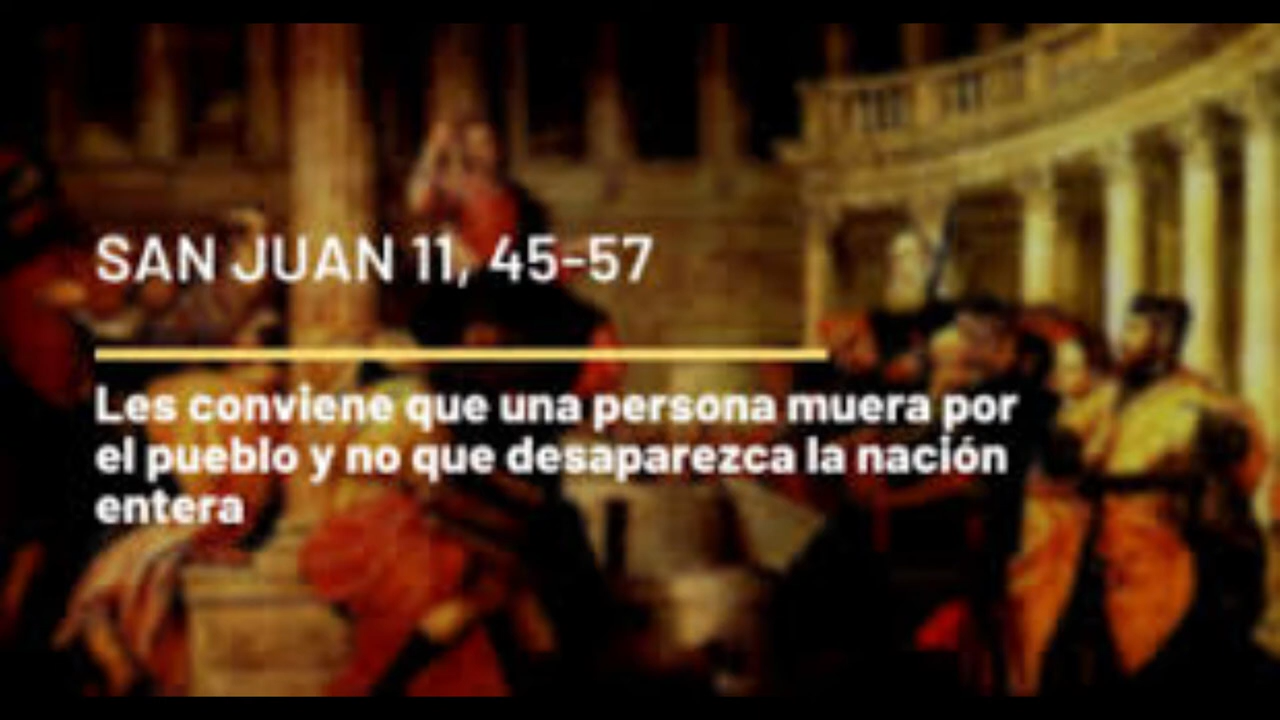 SAN JUAN 11, 45-57
Les conviene que una persona muera por
el pueblo y no que desaparezca la nación
entera